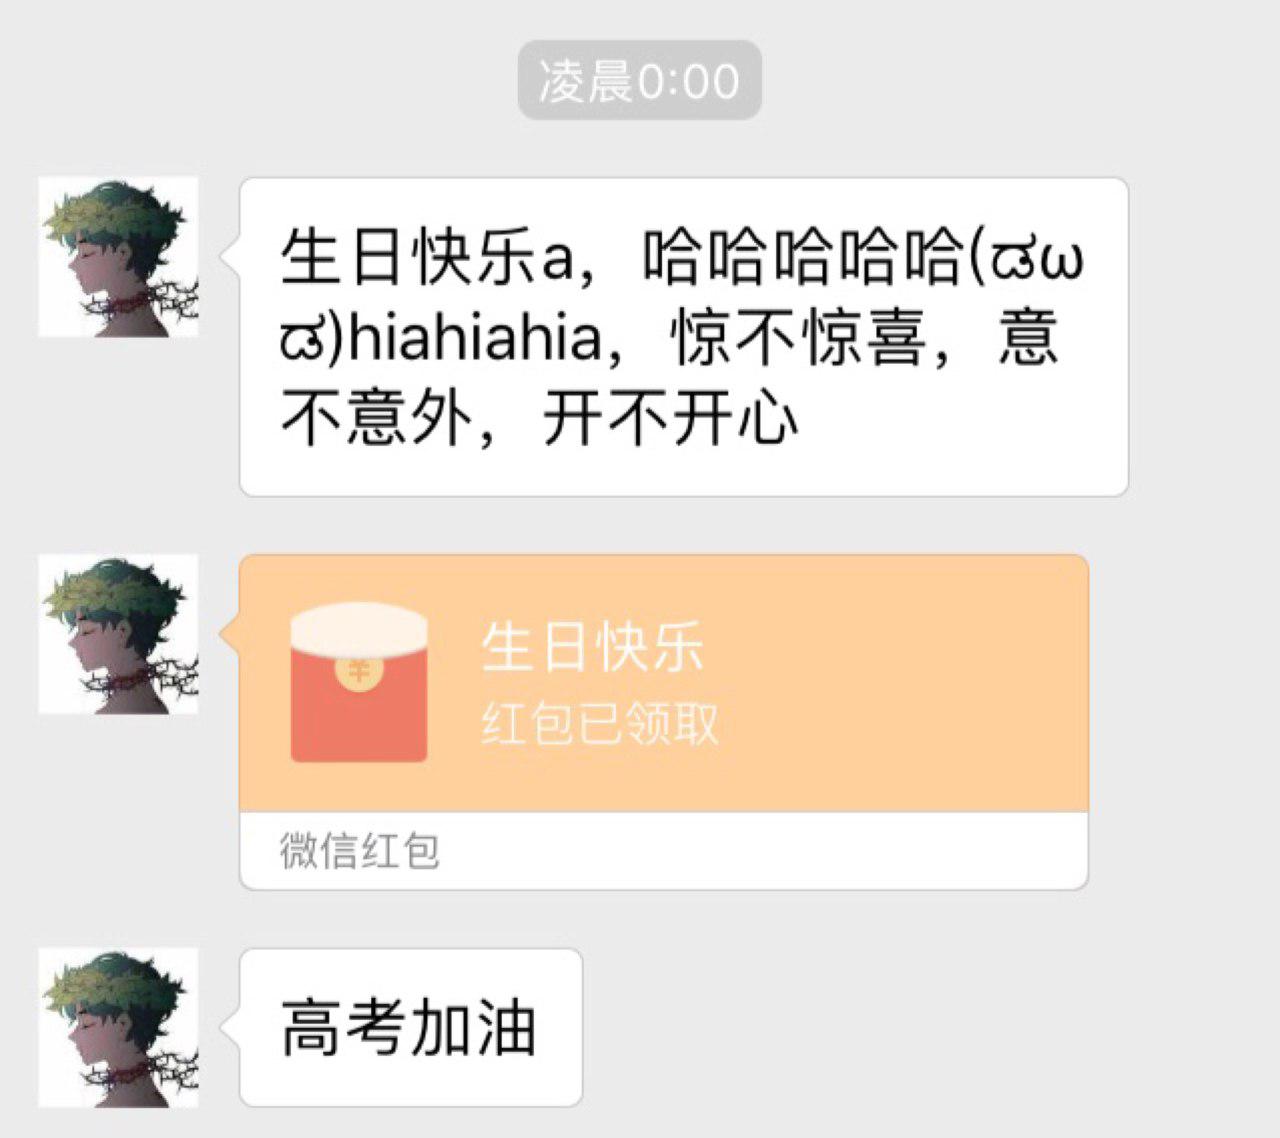 凌晨0:00
生日快乐a，哈哈哈哈哈(ಡω
ಡ)hiahiahia，惊不惊喜，意
不意外，开不开心
¥
生日快乐
红包已领取
微信红包
高考加油